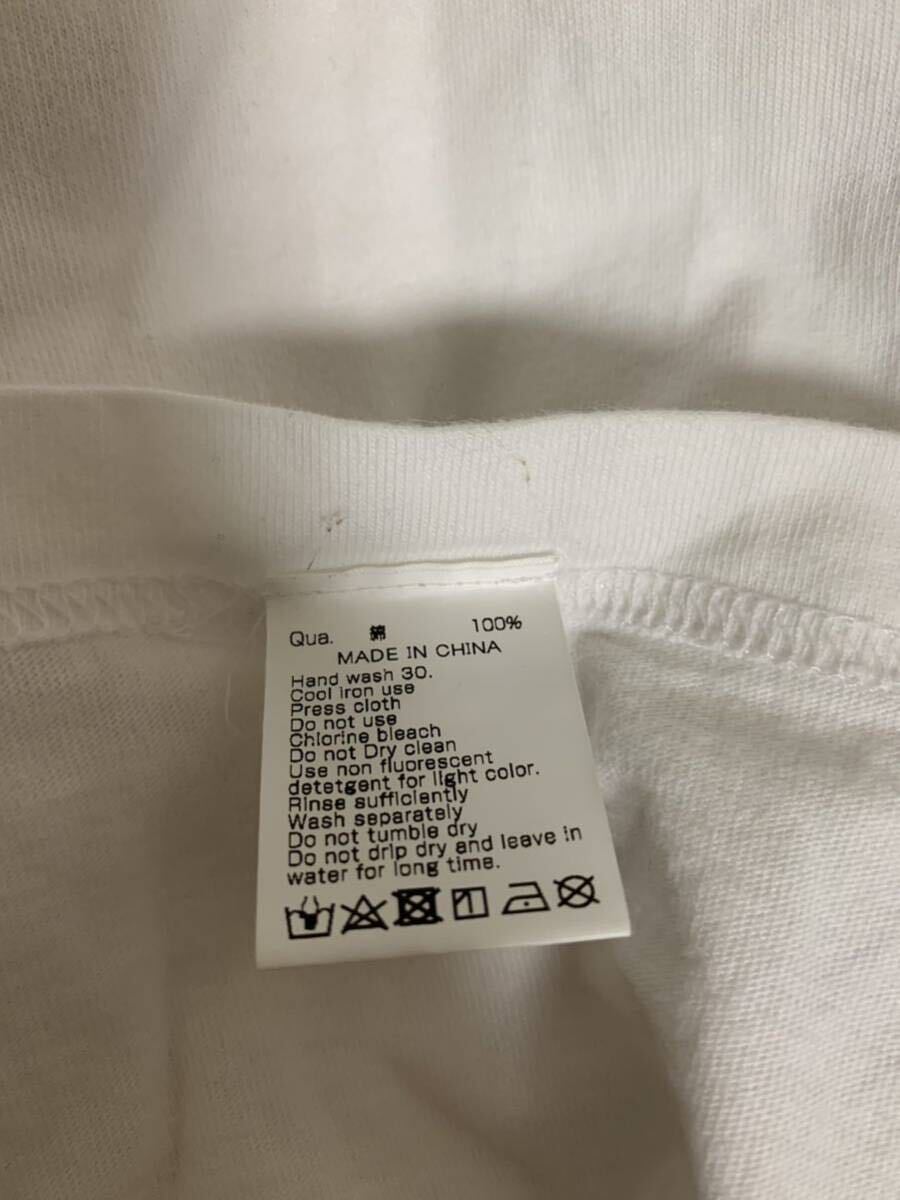 Qua. 綿 100%
MADE IN CHINA
Hand wash 30.
Cool iron use
Press cloth
Do not use
Chlorine bleach
Do not Dry clean
Use non fluorescent
detetgent for light color.
Rinse sufficiently
Wash separately
Do not tumble dry
Do not drip dry and leave in
water for long time.